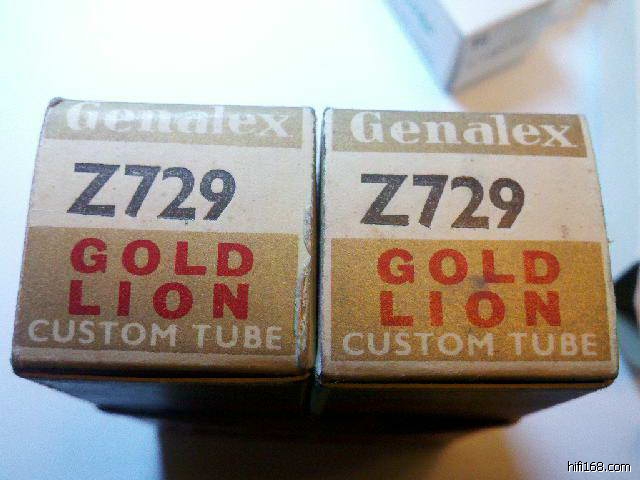 Genalex
Z729
GOLD
LION
CUSTOM TUBE
Genalex
Z729
GOLD
LION
CUSTOM TUBE
hifi168.com